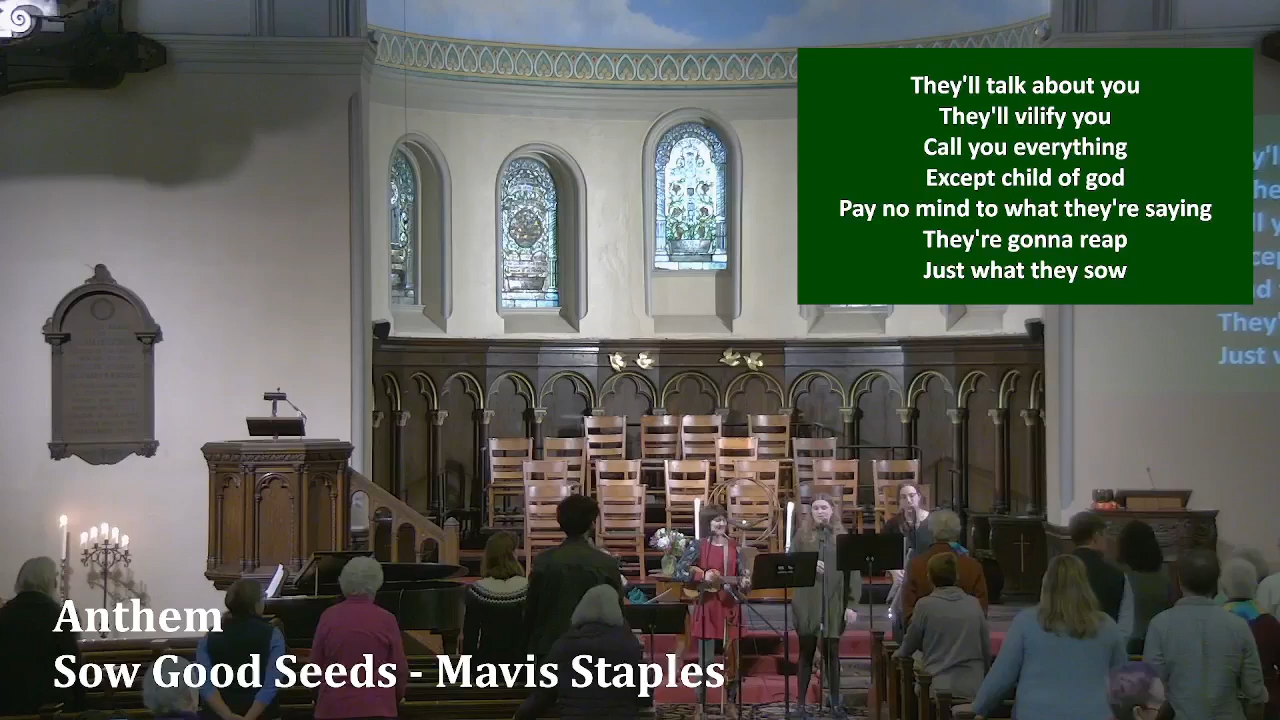 They'll talk about you
They'll vilify you
Call you everything
Except child of god
Pay no mind to what they're saying
They're gonna reap
Just what they sow
They'
Just
Anthem
Sow Good Seeds - Mavis Staples